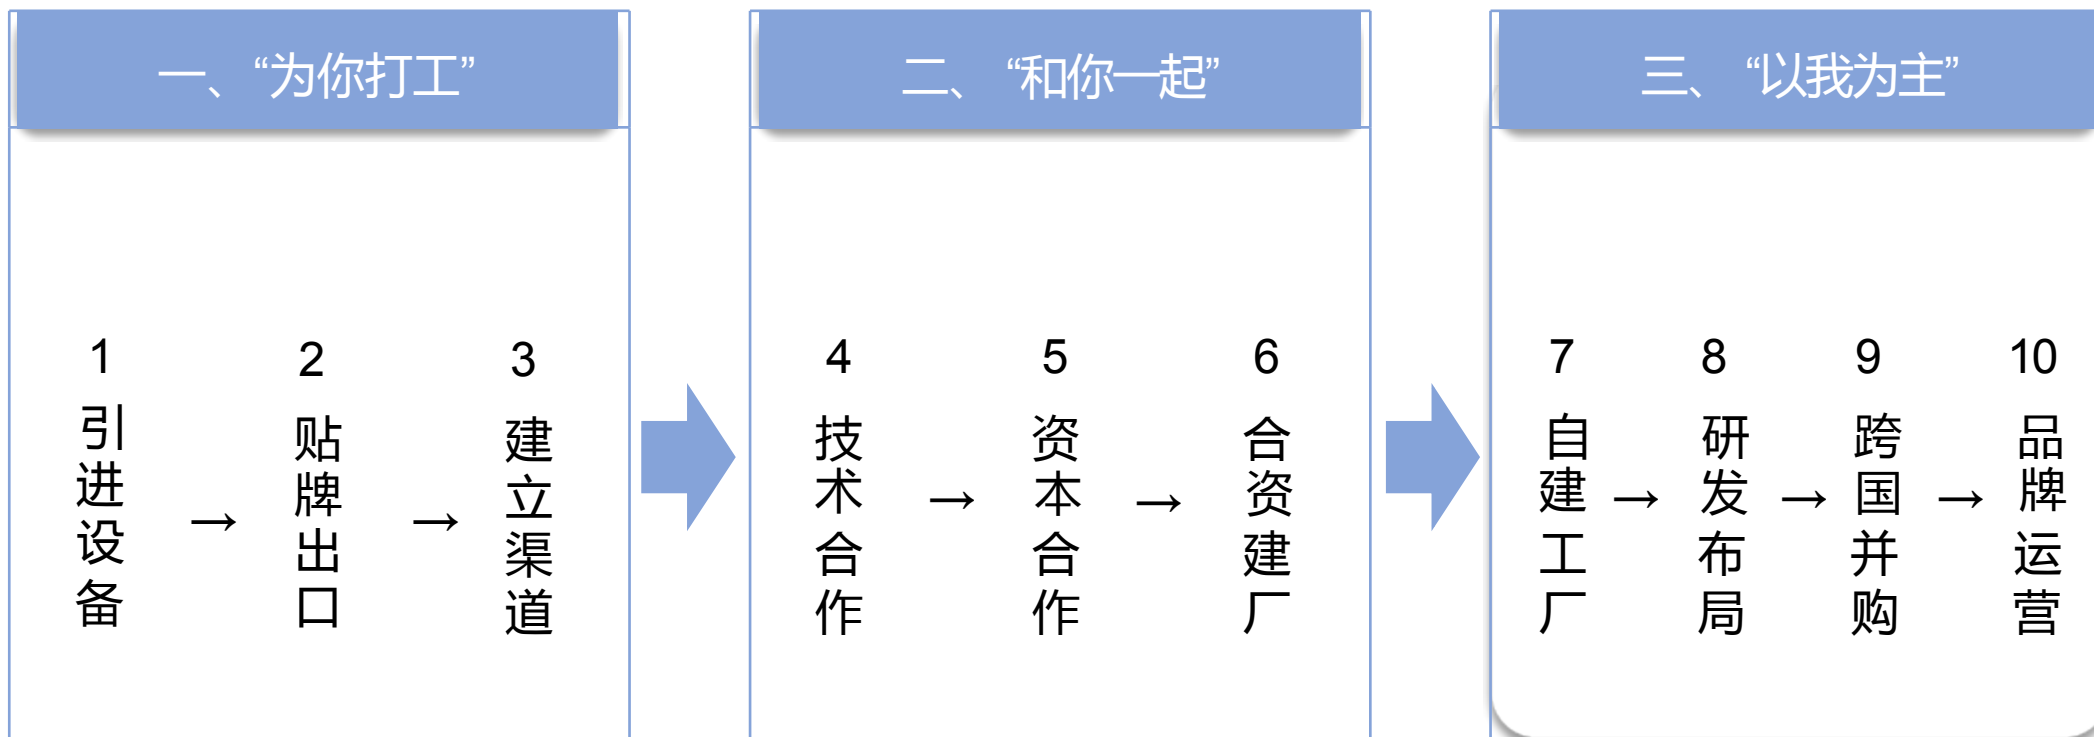 一、“为你打工”
1
引进设备
→
2
贴牌出口
→
3
建立渠道
二、“和你一起”
4
技术合作
→
5
资本合作
→
6
合资建厂
三、“以我为主”
7
自建工厂
→
8
研发布局
→
9
跨国并购
→
10
品牌运营